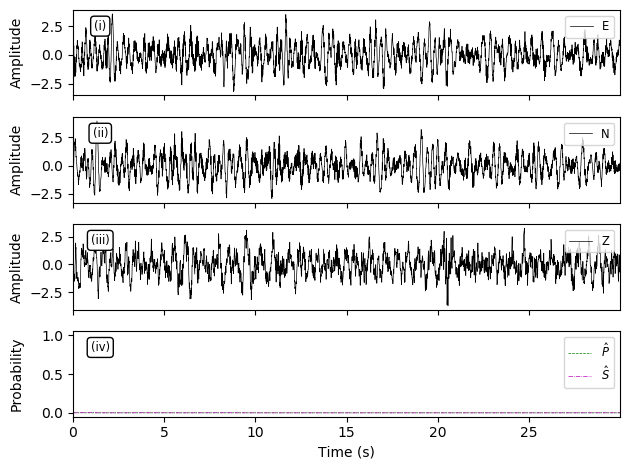 (i)
E
Amplitude
2.5
0.0
−2.5
(ii)
N
Amplitude
2.5
0.0
−2.5
(iii)
Z
Amplitude
2.5
0.0
−2.5
(iv)
P̂
Ŝ
Probability
1.0
0.5
0.0
0 5 10 15 20 25
Time (s)